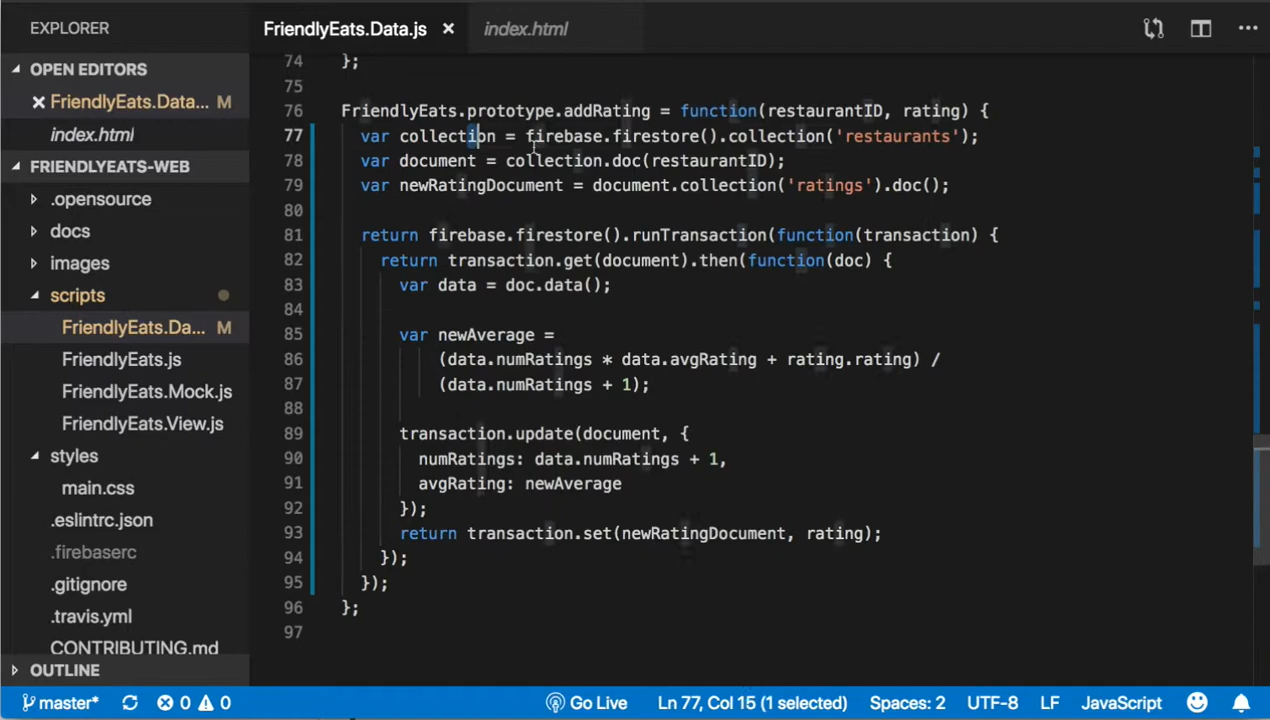 EXPLORER
FriendlyEats.Data.js ×
index.html
OPEN EDITORS
× FriendlyEats.Data... M
index.html
FRIENDLYEATS-WEB
.opensource
docs
images
scripts
FriendlyEats.Da... M
FriendlyEats.js
FriendlyEats.Mock.js
FriendlyEats.View.js
styles
main.css
.eslintrc.json
.firebaserc
.gitignore
.travis.yml
CONTRIBUTING.md
OUTLINE
74 };
75
76 FriendlyEats.prototype.addRating = function(restaurantID, rating) {
77 var collection = firebase.firestore().collection('restaurants');
78 var document = collection.doc(restaurantID);
79 var newRatingDocument = document.collection('ratings').doc();
80
81 return firebase.firestore().runTransaction(function(transaction) {
82 return transaction.get(document).then(function(doc) {
83 var data = doc.data();
84
85 var newAverage =
86 (data.numRatings * data.avgRating + rating.rating) /
87 (data.numRatings + 1);
88
89 transaction.update(document, {
90 numRatings: data.numRatings + 1,
91 avgRating: newAverage
92 });
93 return transaction.set(newRatingDocument, rating);
94 });
95 });
96 };
97
master* 0 0 Go Live Ln 77, Col 15 (1 selected) Spaces: 2 UTF-8 LF JavaScript